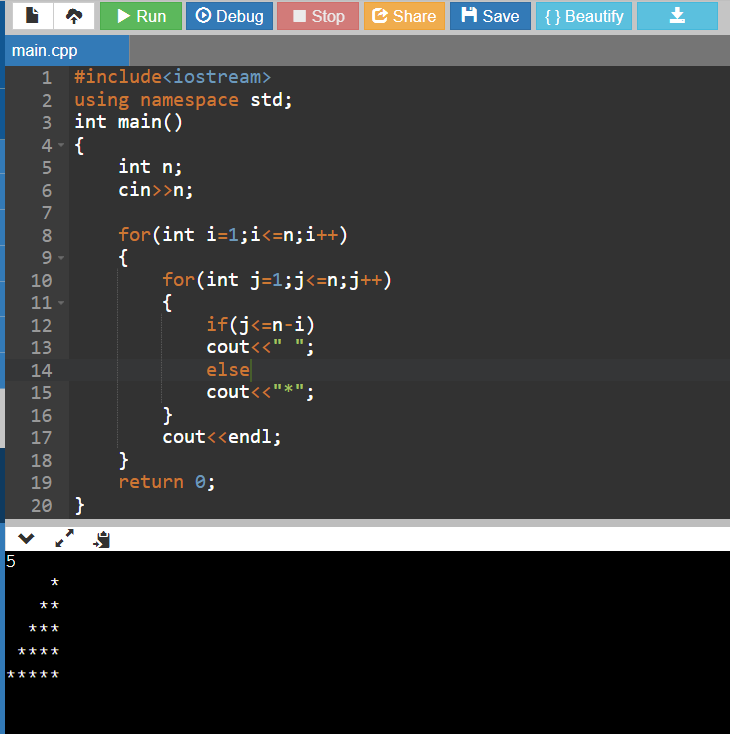 Run Debug Stop Share Save { } Beautify
main.cpp
1 #include<iostream>
2 using namespace std;
3 int main()
4 {
5     int n;
6     cin>>n;
7
8     for(int i=1;i<=n;i++)
9     {
10         for(int j=1;j<=n;j++)
11         {
12             if(j<=n-i)
13             cout<<" ";
14             else
15             cout<<"*";
16         }
17         cout<<endl;
18     }
19     return 0;
20 }
5
    *
   **
  ***
 ****
*****